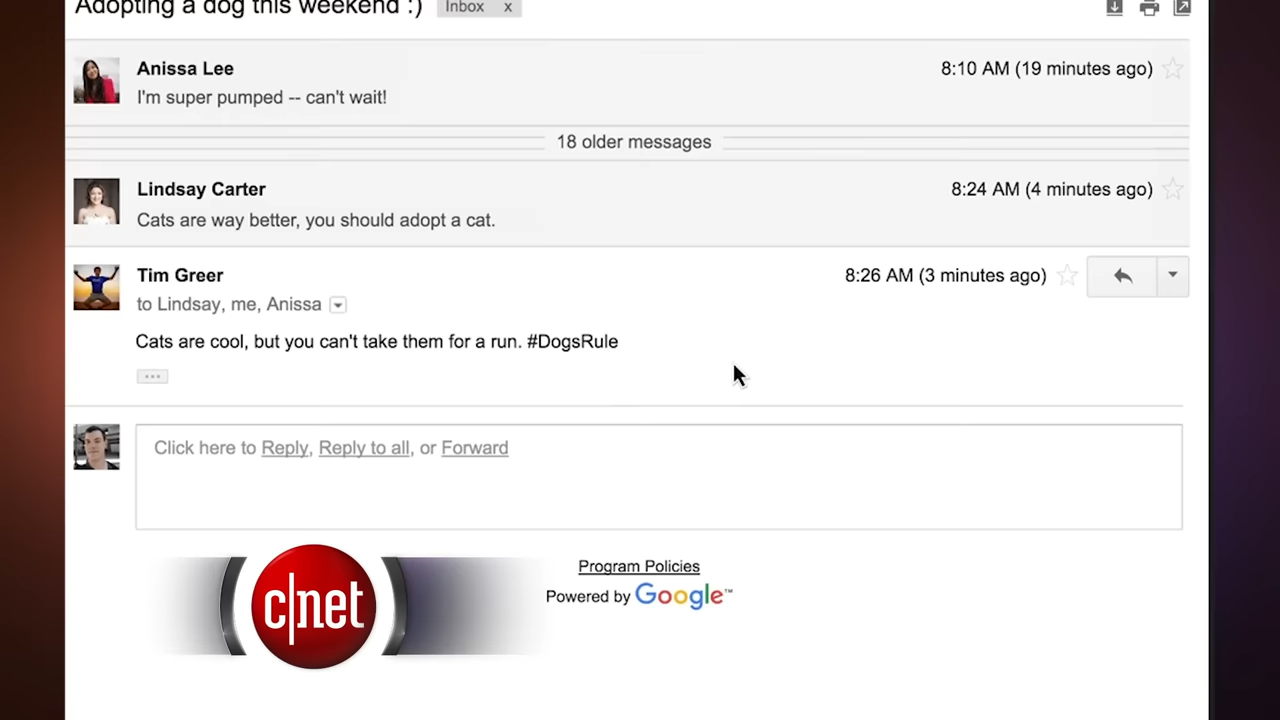 Adopting a dog this weekend :) Inbox x
Anissa Lee 8:10 AM (19 minutes ago)
I'm super pumped -- can't wait!
18 older messages
Lindsay Carter 8:24 AM (4 minutes ago)
Cats are way better, you should adopt a cat.
Tim Greer 8:26 AM (3 minutes ago)
to Lindsay, me, Anissa
Cats are cool, but you can't take them for a run. #DogsRule
...
Click here to Reply, Reply to all, or Forward
Program Policies
Powered by Google™
c|net